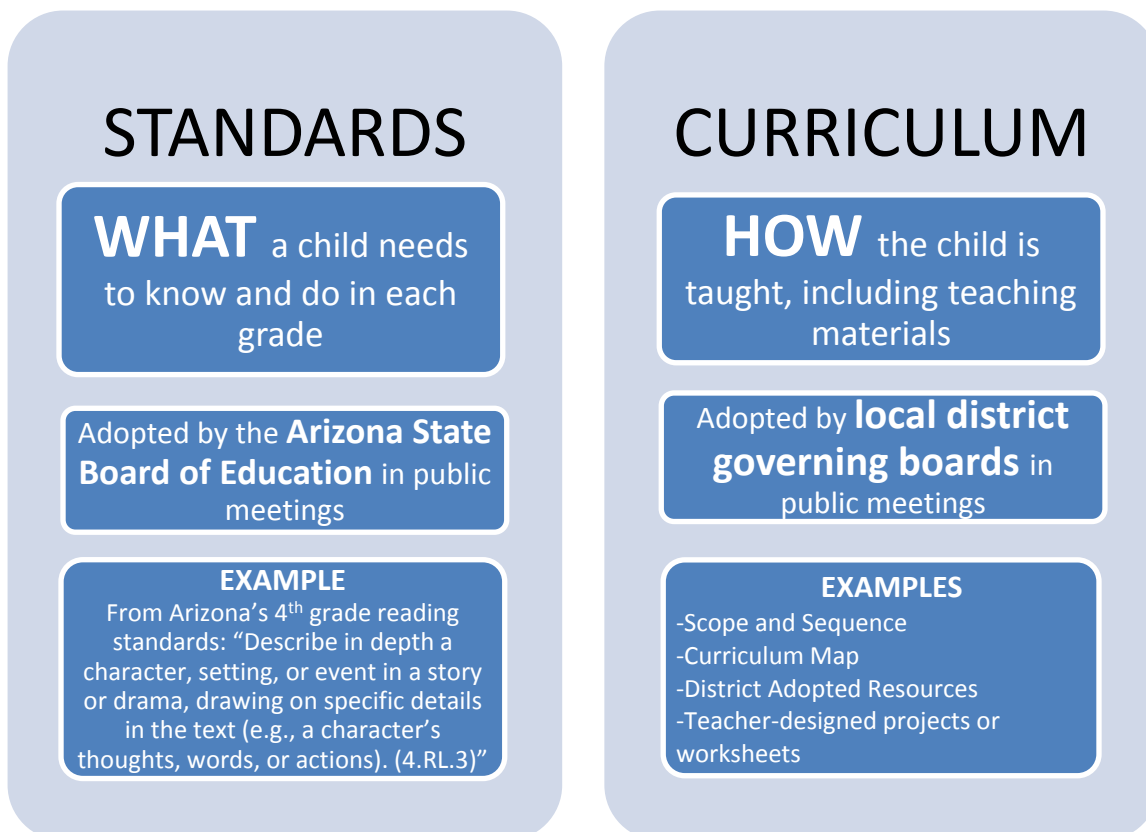 STANDARDS
WHAT a child needs
to know and do in each
grade
Adopted by the Arizona State
Board of Education in public
meetings
EXAMPLE
From Arizona’s 4th grade reading
standards: “Describe in depth a
character, setting, or event in a story
or drama, drawing on specific details
in the text (e.g., a character’s
thoughts, words, or actions). (4.RL.3)”
CURRICULUM
HOW the child is
taught, including teaching
materials
Adopted by local district
governing boards in
public meetings
EXAMPLES
-Scope and Sequence
-Curriculum Map
-District Adopted Resources
-Teacher-designed projects or
worksheets